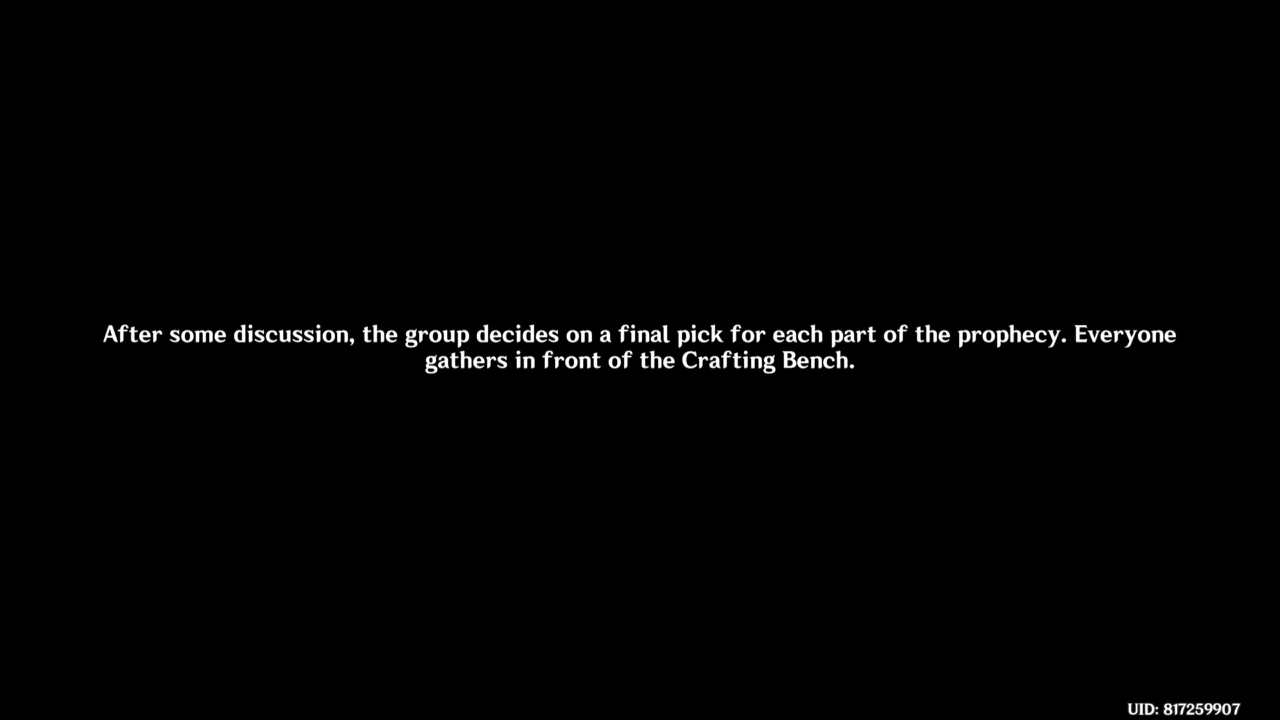 After some discussion, the group decides on a final pick for each part of the prophecy. Everyone
gathers in front of the Crafting Bench.
UID: 817259907